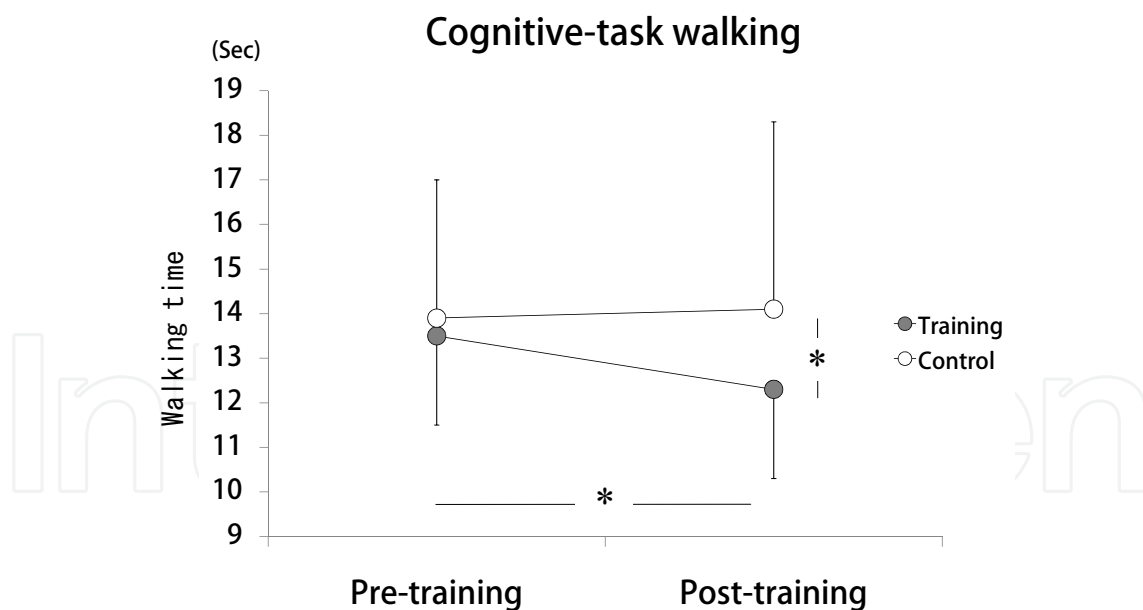 Cognitive-task walking
(Sec)
19
18
17
16
15
14
13
12
11
10
9
Walking time
Training
Control
*
*
Pre-training
Post-training